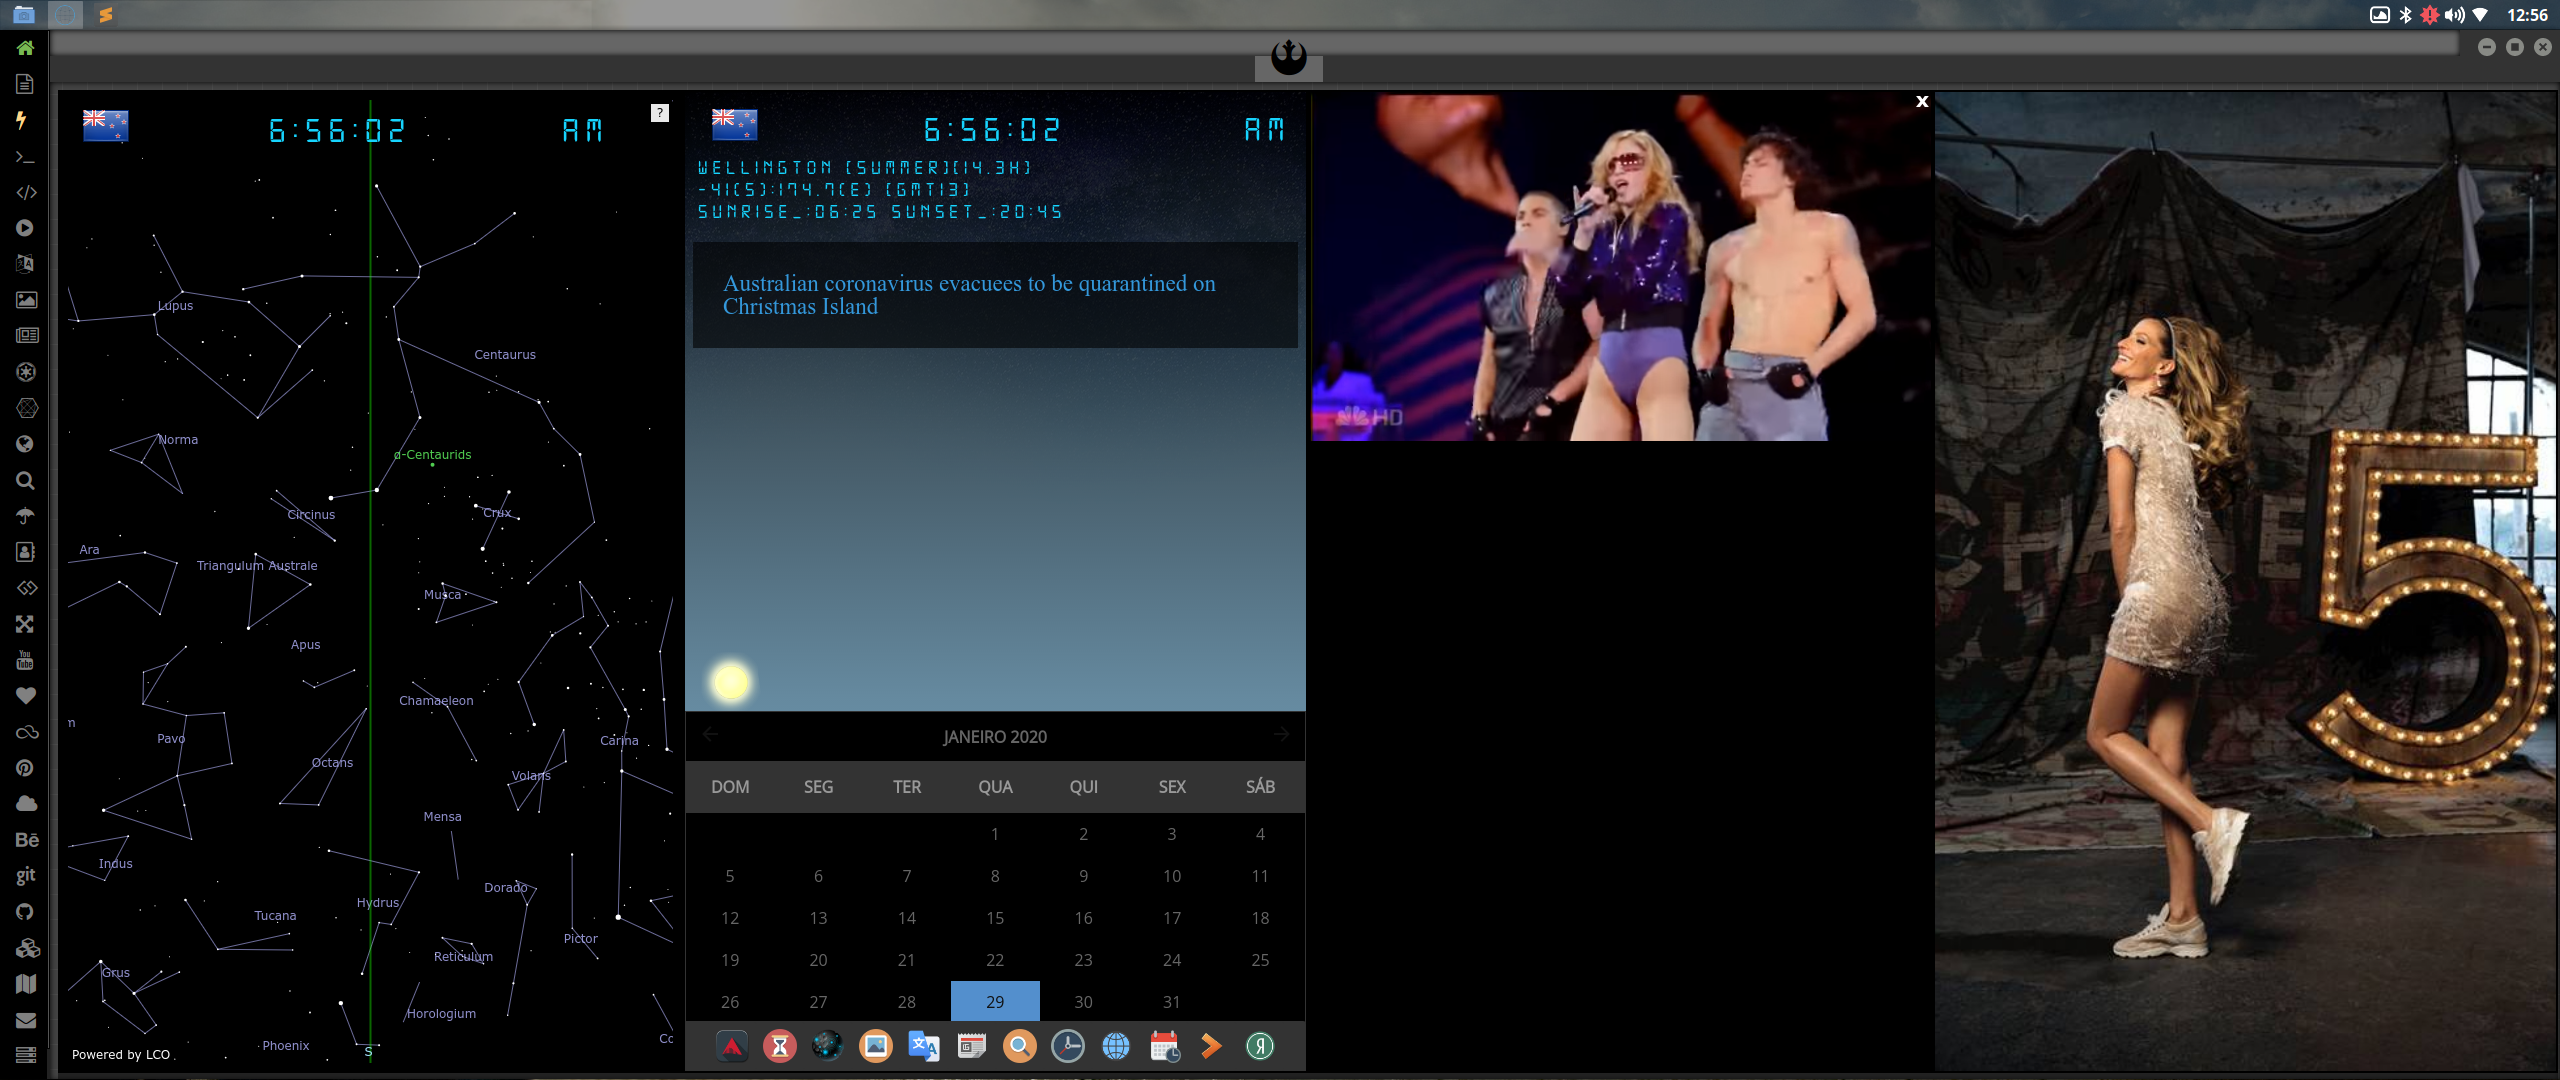 12:56
6:56:02 AM
?
Lupus
Centaurus
Norma
α-Centaurids
Circinus
Crux
Ara
Triangulum Australe
Musca
Apus
Chamaeleon
Pavo
Carina
Octans
Volans
Mensa
Indus
Dorado
Hydrus
Tucana
Pictor
Reticulum
Grus
Horologium
Phoenix
S
Powered by LCO
6:56:02 AM
WELLINGTON (SUMMER)(14.3H)
-41(S):174.7(E) (GMT13)
SUNRISE_:06:25 SUNSET_:20:45
Australian coronavirus evacuees to be quarantined on
Christmas Island
JANEIRO 2020
DOM SEG TER QUA QUI SEX SÁB
1 2 3 4
5 6 7 8 9 10 11
12 13 14 15 16 17 18
19 20 21 22 23 24 25
26 27 28 29 30 31
x
HD
5
You
Tube
Bē
git